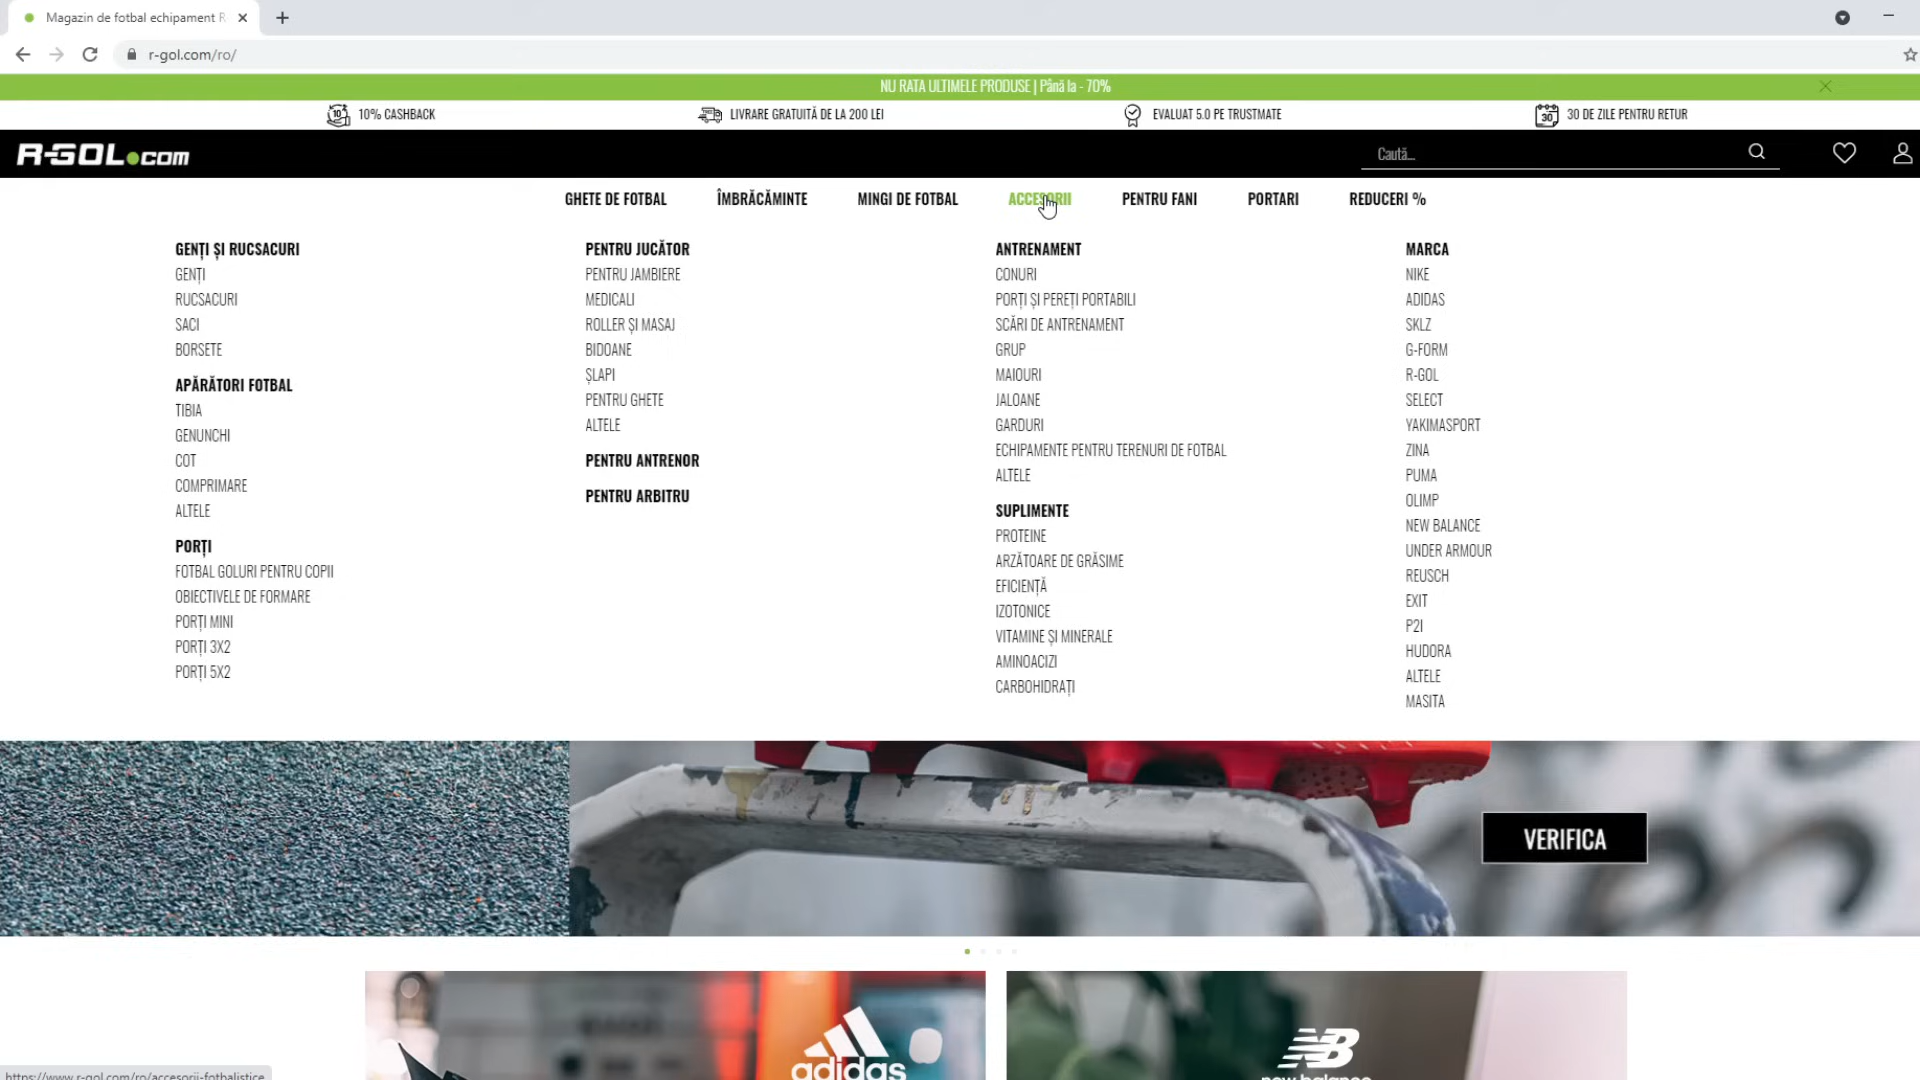 Magazin de fotbal echipament R
r-gol.com/ro/
NU RATA ULTIMELE PRODUSE | Până la - 70%
10% CASHBACK
LIVRARE GRATUITĂ DE LA 200 LEI
EVALUAT 5.0 PE TRUSTMATE
30 DE ZILE PENTRU RETUR
R-GOL.COM
Caută...
GHETE DE FOTBAL ÎMBRĂCĂMINTE MINGI DE FOTBAL ACCESORII PENTRU FANI PORTARI REDUCERI %
GENȚI ȘI RUCSACURI
GENȚI
RUCSACURI
SACI
BORSETE
APĂRĂTORI FOTBAL
TIBIA
GENUNCHI
COT
COMPRIMARE
ALTELE
PORȚI
FOTBAL GOLURI PENTRU COPII
OBIECTIVELE DE FORMARE
PORȚI MINI
PORȚI 3X2
PORȚI 5X2
PENTRU JUCĂTOR
PENTRU JAMBIERE
MEDICALI
ROLLER ȘI MASAJ
BIDOANE
ȘLAPI
PENTRU GHETE
ALTELE
PENTRU ANTRENOR
PENTRU ARBITRU
ANTRENAMENT
CONURI
PORȚI ȘI PEREȚI PORTABILI
SCĂRI DE ANTRENAMENT
GRUP
MAIOURI
JALOANE
GARDURI
ECHIPAMENTE PENTRU TERENURI DE FOTBAL
ALTELE
SUPLIMENTE
PROTEINE
ARZĂTOARE DE GRĂSIME
EFICIENȚĂ
IZOTONICE
VITAMINE ȘI MINERALE
AMINOACIZI
CARBOHIDRAȚI
MARCA
NIKE
ADIDAS
SKLZ
G-FORM
R-GOL
SELECT
YAKIMASPORT
ZINA
PUMA
OLIMP
NEW BALANCE
UNDER ARMOUR
REUSCH
EXIT
P2I
HUDORA
ALTELE
MASITA
VERIFICA
adidas
NB
new balance
https://www.r-gol.com/ro/accesorii-fotbalistice